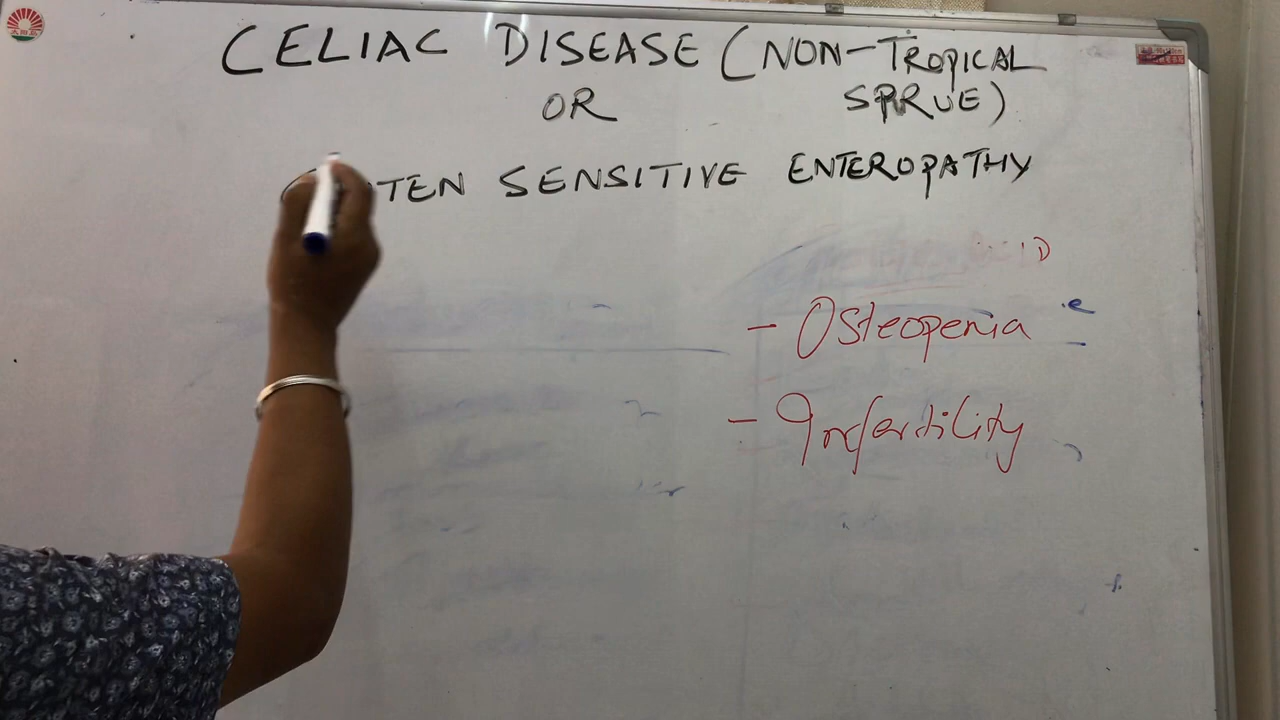 CELIAC DISEASE (NON-TROPICAL
OR SPRUE)
TEN SENSITIVE ENTEROPATHY
D
- Osteopenia
- Infertility